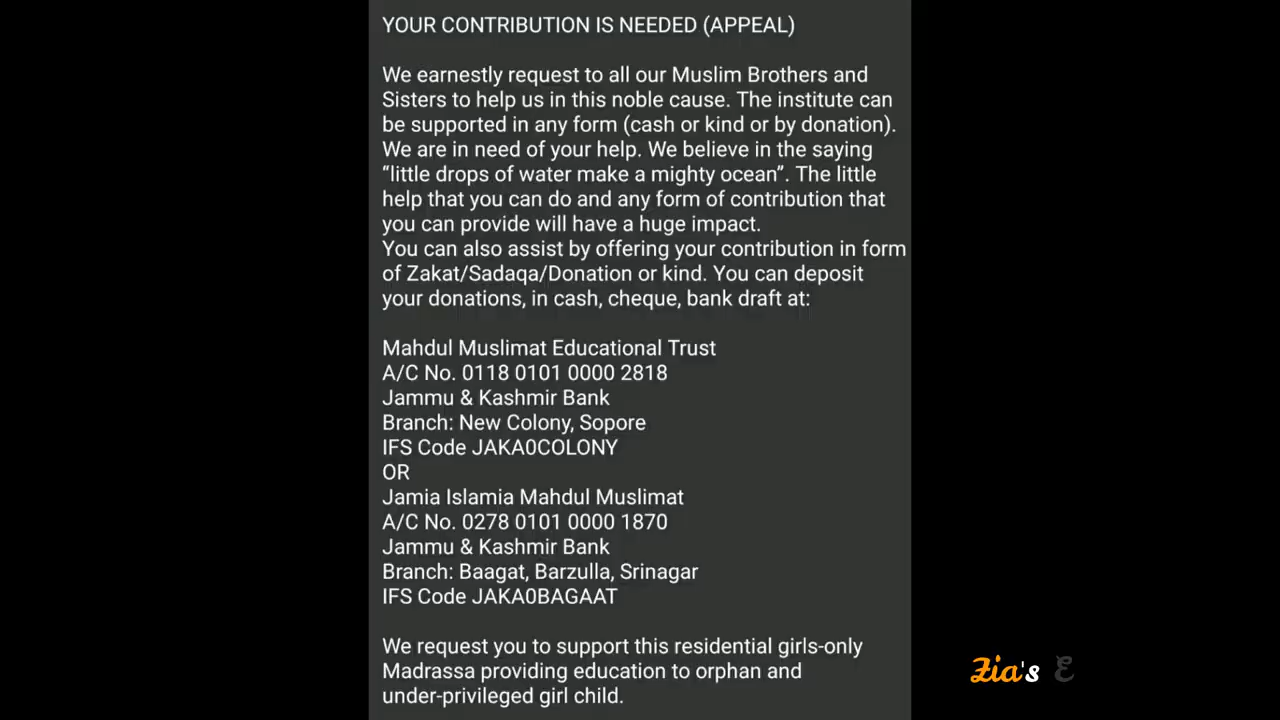 YOUR CONTRIBUTION IS NEEDED (APPEAL)
We earnestly request to all our Muslim Brothers and
Sisters to help us in this noble cause. The institute can
be supported in any form (cash or kind or by donation).
We are in need of your help. We believe in the saying
“little drops of water make a mighty ocean”. The little
help that you can do and any form of contribution that
you can provide will have a huge impact.
You can also assist by offering your contribution in form
of Zakat/Sadaqa/Donation or kind. You can deposit
your donations, in cash, cheque, bank draft at:
Mahdul Muslimat Educational Trust
A/C No. 0118 0101 0000 2818
Jammu & Kashmir Bank
Branch: New Colony, Sopore
IFS Code JAKA0COLONY
OR
Jamia Islamia Mahdul Muslimat
A/C No. 0278 0101 0000 1870
Jammu & Kashmir Bank
Branch: Baagat, Barzulla, Srinagar
IFS Code JAKA0BAGAAT
We request you to support this residential girls-only
Madrassa providing education to orphan and
under-privileged girl child.
Zia's E